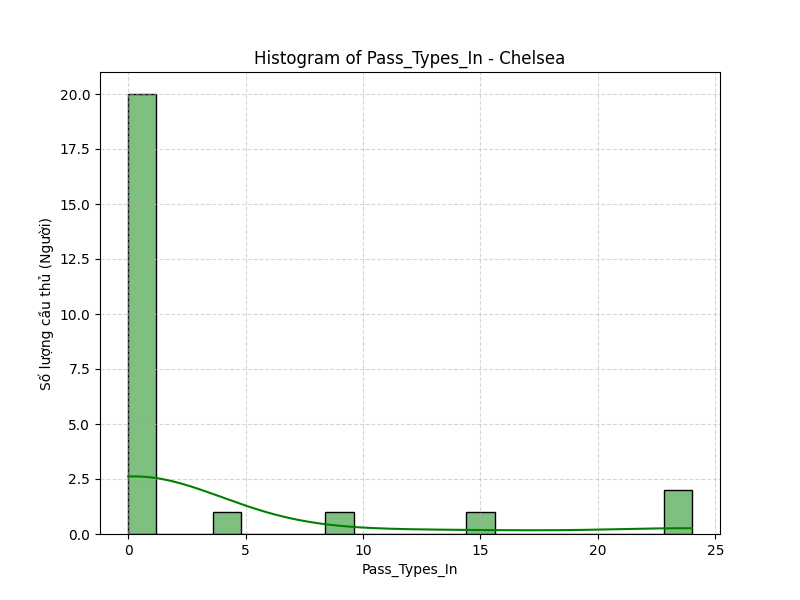 Histogram of Pass_Types_In - Chelsea
20.0
17.5
15.0
12.5
10.0
7.5
5.0
2.5
0.0
Số lượng cầu thủ (Người)
0 5 10 15 20 25
Pass_Types_In